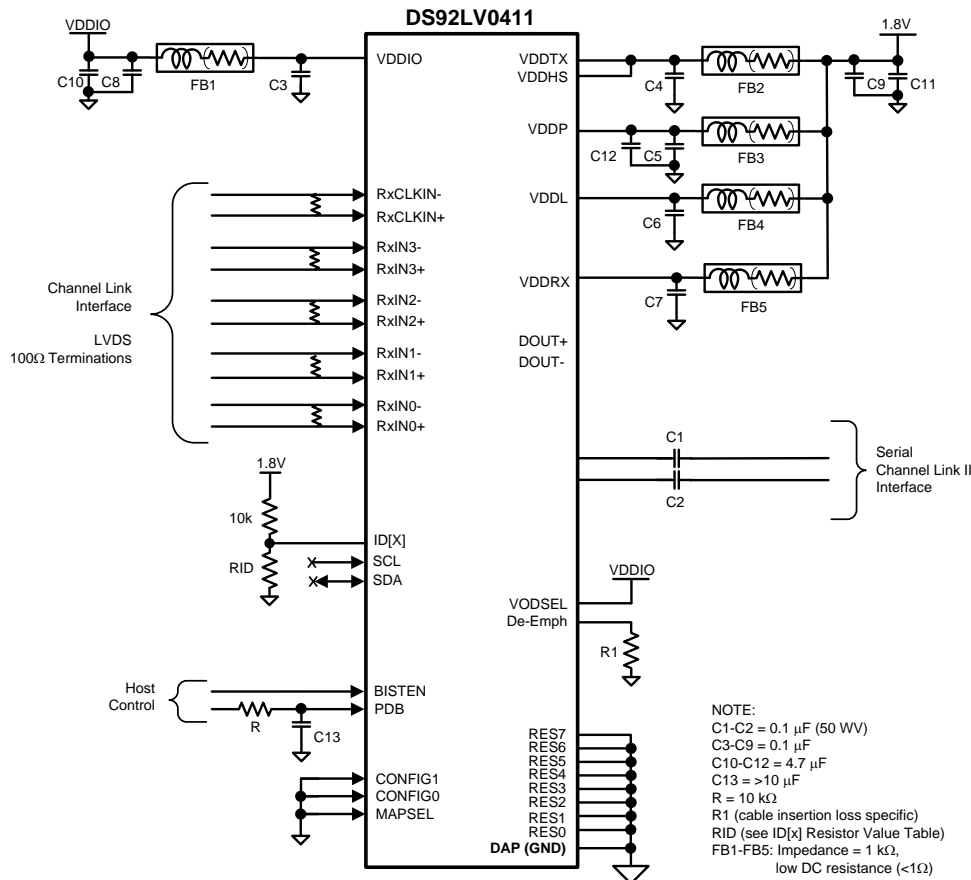 DS92LV0411
VDDIO
C10
C8
FB1
C3
VDDIO
VDDTX
VDDHS
C4
FB2
1.8V
C9
C11
VDDP
C12
C5
FB3
VDDL
C6
FB4
VDDRX
C7
FB5
Channel Link
Interface
LVDS
100Ω Terminations
RxCLKIN-
RxCLKIN+
RxIN3-
RxIN3+
RxIN2-
RxIN2+
RxIN1-
RxIN1+
RxIN0-
RxIN0+
DOUT+
DOUT-
C1
C2
Serial
Channel Link II
Interface
1.8V
10k
RID
ID[X]
SCL
SDA
VDDIO
VODSEL
De-Emph
R1
Host
Control
R
C13
BISTEN
PDB
CONFIG1
CONFIG0
MAPSEL
RES7
RES6
RES5
RES4
RES3
RES2
RES1
RES0
DAP (GND)
NOTE:
C1-C2 = 0.1 μF (50 WV)
C3-C9 = 0.1 μF
C10-C12 = 4.7 μF
C13 = >10 μF
R = 10 kΩ
R1 (cable insertion loss specific)
RID (see ID[x] Resistor Value Table)
FB1-FB5: Impedance = 1 kΩ,
low DC resistance (<1Ω)